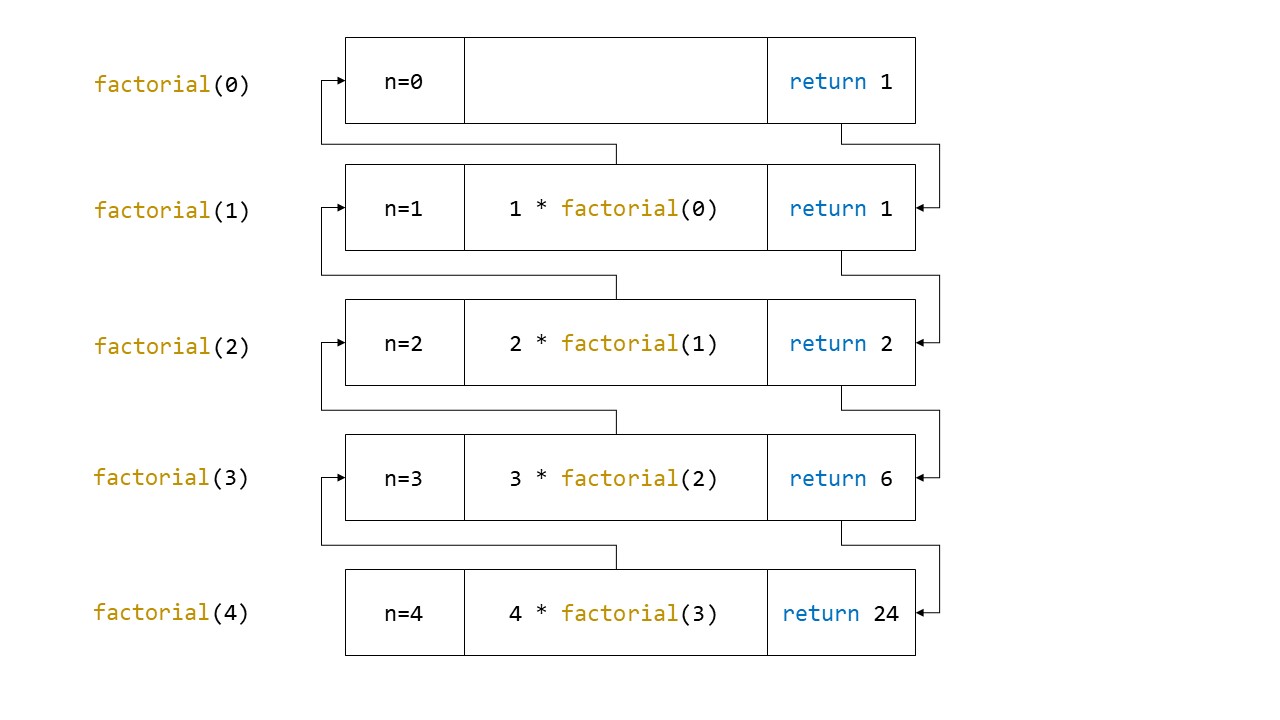 factorial(0) n=0 return 1
factorial(1) n=1 1 * factorial(0) return 1
factorial(2) n=2 2 * factorial(1) return 2
factorial(3) n=3 3 * factorial(2) return 6
factorial(4) n=4 4 * factorial(3) return 24